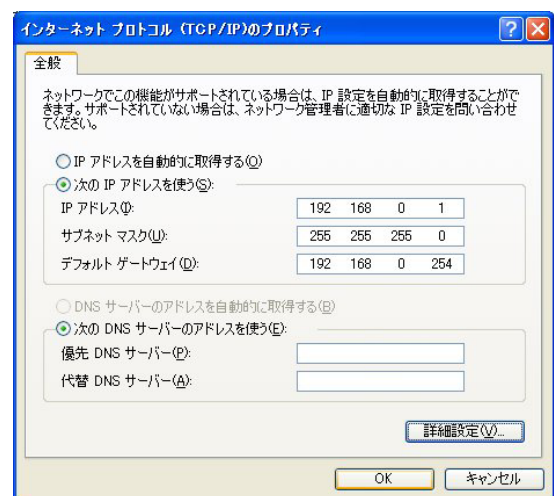 インターネット プロトコル (TCP/IP)のプロパティ
全般
ネットワークでこの機能がサポートされている場合は、IP 設定を自動的に取得することがで
きます。サポートされていない場合は、ネットワーク管理者に適切な IP 設定を問い合わせ
てください。
IP アドレスを自動的に取得する(O)
次の IP アドレスを使う(S):
IP アドレス(I): 192 168 0 1
サブネット マスク(U): 255 255 255 0
デフォルト ゲートウェイ(D): 192 168 0 254
DNS サーバーのアドレスを自動的に取得する(B)
次の DNS サーバーのアドレスを使う(E):
優先 DNS サーバー(P):
代替 DNS サーバー(A):
詳細設定(V)...
OK キャンセル